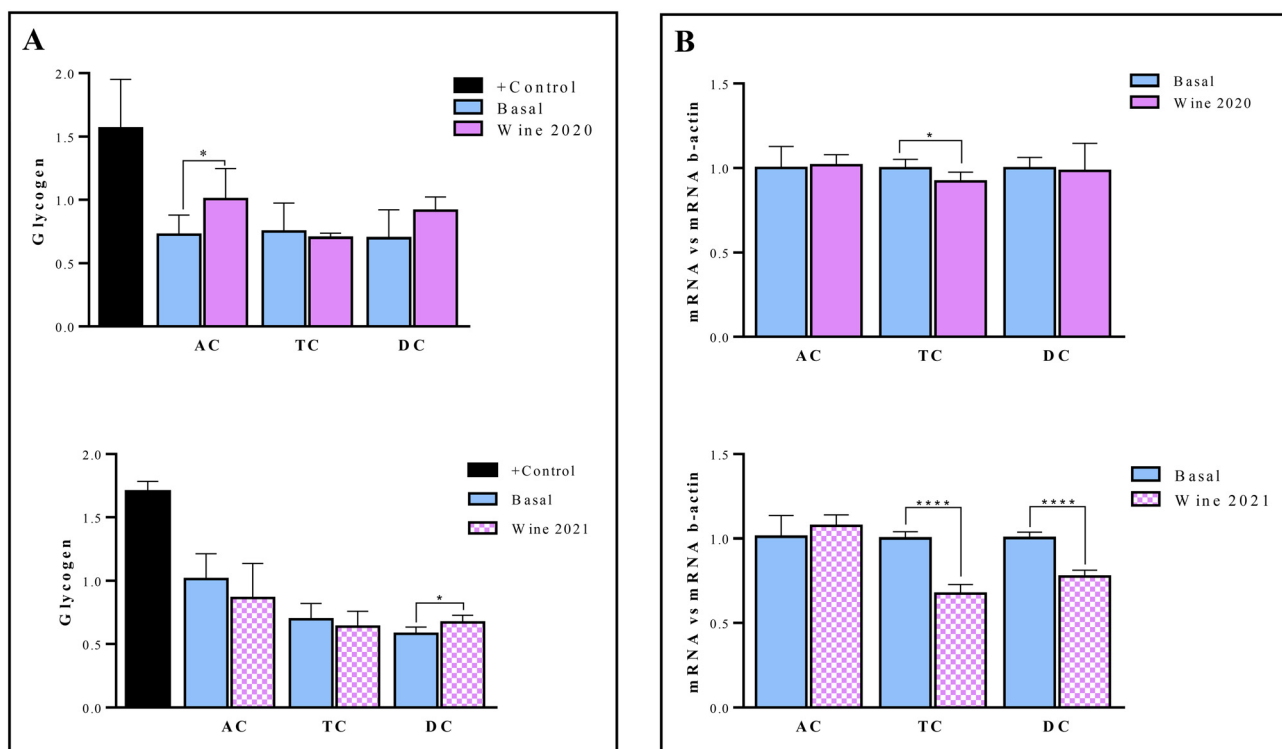 A
Glycogen
2.0
1.5
1.0
0.5
0.0
*
+Control
Basal
Wine 2020
AC TC DC
Glycogen
2.0
1.5
1.0
0.5
0.0
*
+Control
Basal
Wine 2021
AC TC DC
B
mRNA vs mRNA b-actin
1.5
1.0
0.5
0.0
*
Basal
Wine 2020
AC TC DC
mRNA vs mRNA b-actin
1.5
1.0
0.5
0.0
**** ****
Basal
Wine 2021
AC TC DC